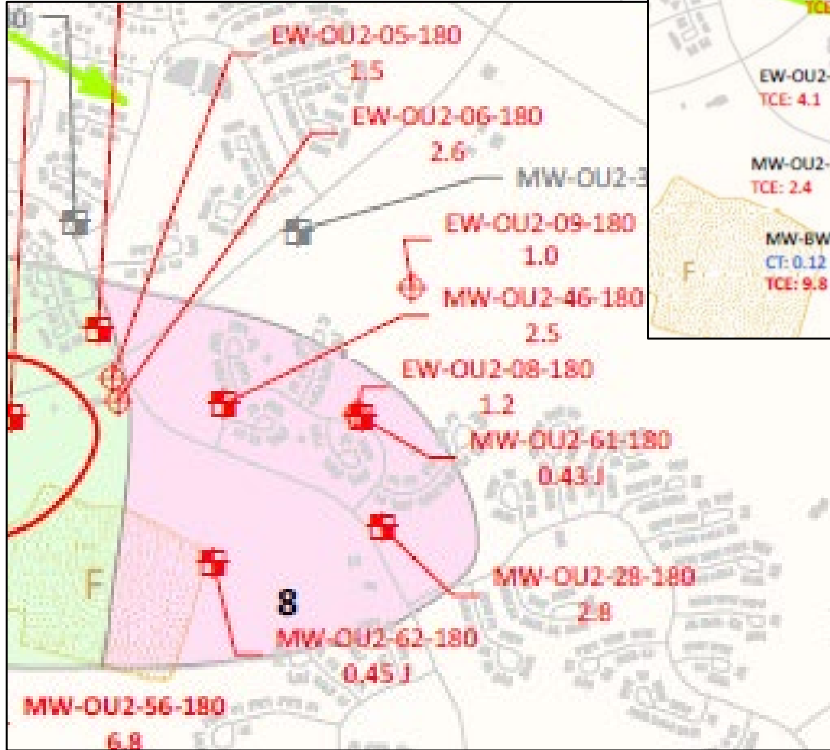 TCE
EW-OU2-05-180
1.5
EW-OU2-
TCE: 4.1
EW-OU2-06-180
2.6
MW-OU2-
TCE: 2.4
MW-OU2-3
EW-OU2-09-180
1.0
MW-BW
CT: 0.12
TCE: 9.8
F
MW-OU2-46-180
2.5
EW-OU2-08-180
1.2
MW-OU2-61-180
0.43 J
F
MW-OU2-28-180
2.8
8
MW-OU2-62-180
0.45 J
MW-OU2-56-180
6.8